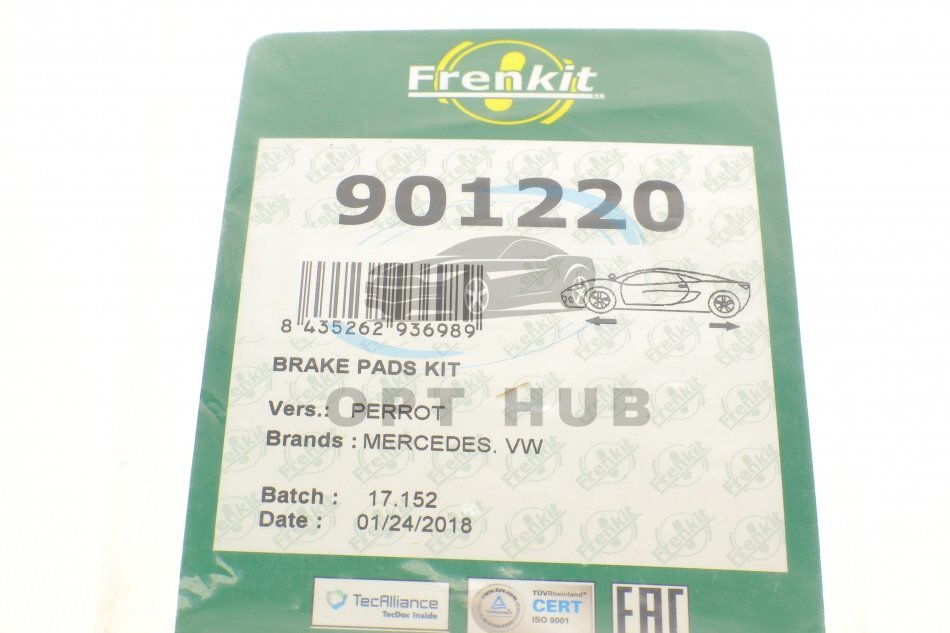 Frenkit
901220
8 435262 936989
BRAKE PADS KIT
OPT HUB
Vers.: PERROT
Brands : MERCEDES. VW
Batch : 17.152
Date : 01/24/2018
TecAlliance
TecDoc Inside
TÜVRheinland®
CERT
ISO 9001
EAC